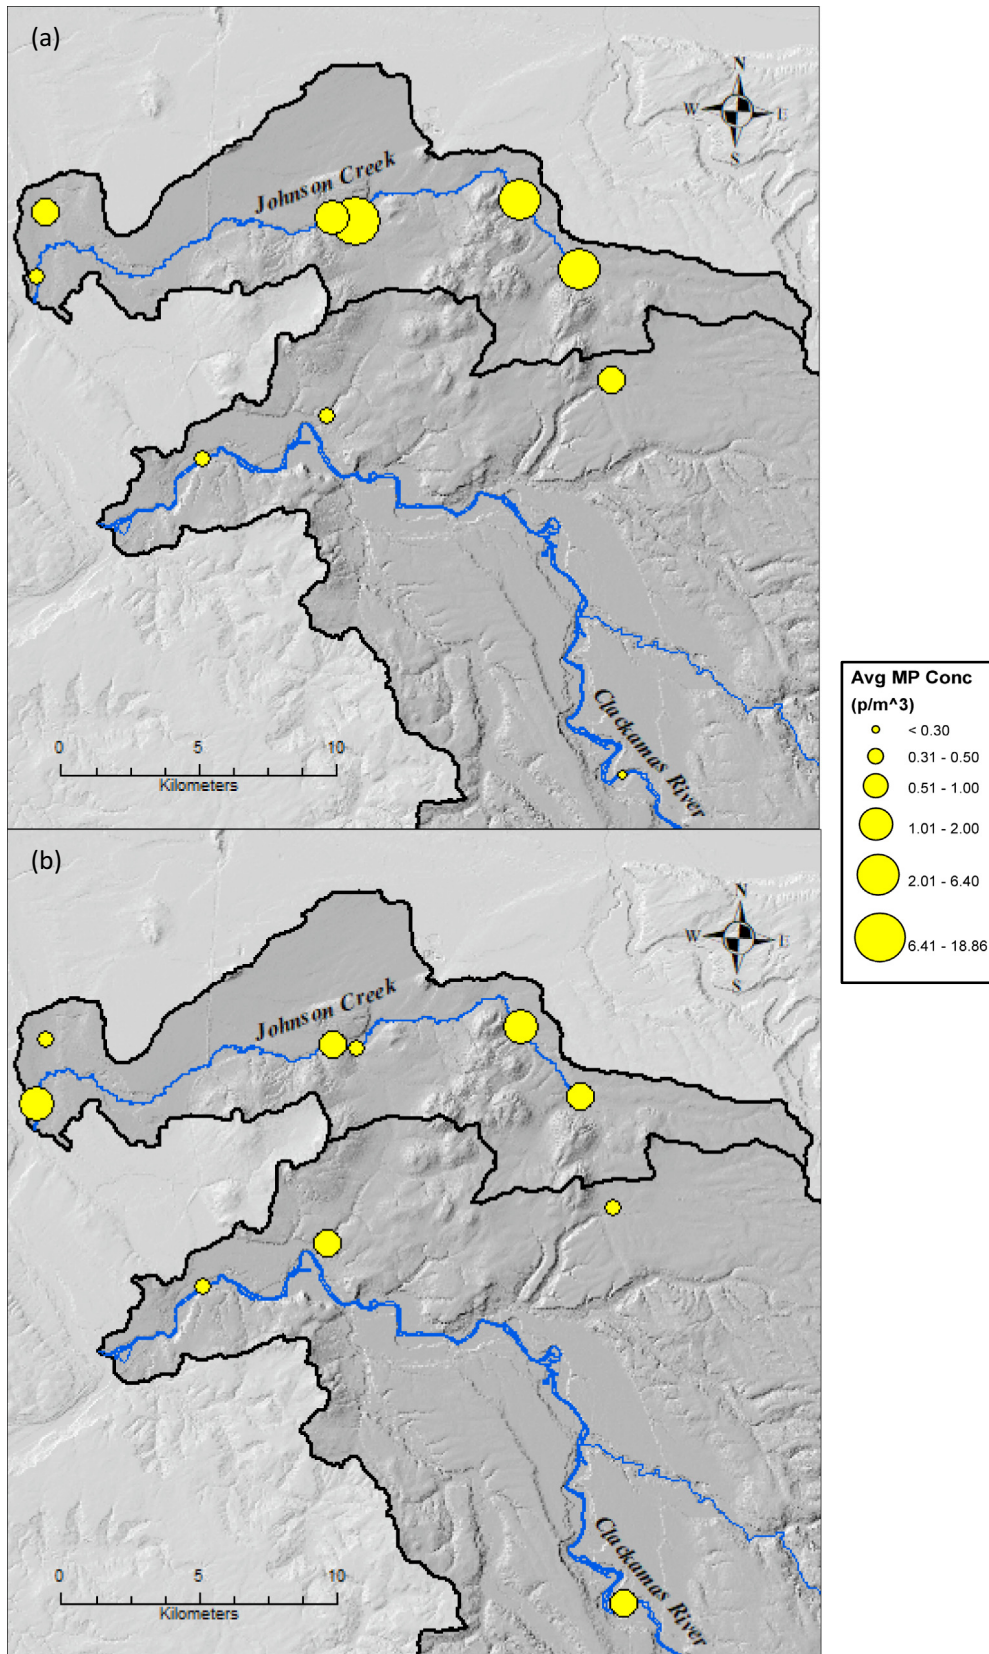 (a)
N
W E
S
Johnson Creek
Clackamas River
0 5 10
Kilometers
Avg MP Conc
(p/m^3)
< 0.30
0.31 - 0.50
0.51 - 1.00
1.01 - 2.00
2.01 - 6.40
6.41 - 18.86
(b)
N
W E
S
Johnson Creek
Clackamas River
0 5 10
Kilometers